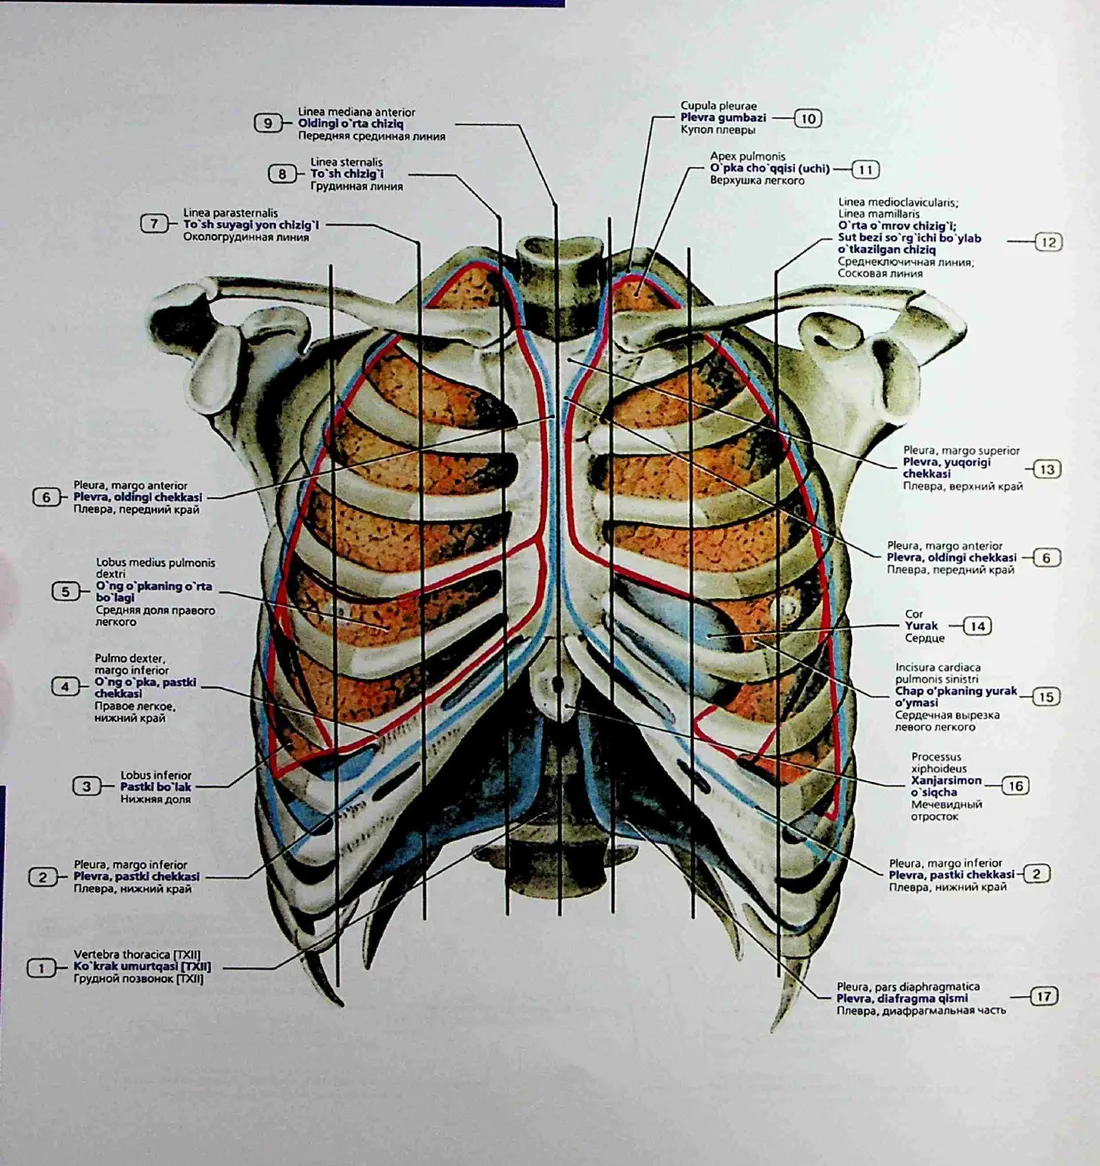 9
Linea mediana anterior
Oldingi o`rta chiziq
Передняя срединная линия
8
Linea sternalis
To`sh chizig`i
Грудинная линия
7
Linea parasternalis
To`sh suyagi yon chizig`i
Окологрудинная линия
Cupula pleurae
Plevra gumbazi
Купол плевры
10
Apex pulmonis
O`pka cho`qqisi (uchi)
Верхушка легкого
11
Linea medioclavicularis;
Linea mamillaris
O`rta o`mrov chizig`i;
Sut bezi so`rg`ichi bo`ylab
o`tkazilgan chiziq
Среднеключичная линия;
Сосковая линия
12
6
Pleura, margo anterior
Plevra, oldingi chekkasi
Плевра, передний край
5
Lobus medius pulmonis
dextri
O`ng o`pkaning o`rta
bo`lagi
Средняя доля правого
легкого
4
Pulmo dexter,
margo inferior
O`ng o`pka, pastki
chekkasi
Правое легкое,
нижний край
3
Lobus inferior
Pastki bo`lak
Нижняя доля
2
Pleura, margo inferior
Plevra, pastki chekkasi
Плевра, нижний край
1
Vertebra thoracica [TXII]
Ko`krak umurtqasi [TXII]
Грудной позвонок [TXII]
Pleura, margo superior
Plevra, yuqorigi
chekkasi
Плевра, верхний край
13
Pleura, margo anterior
Plevra, oldingi chekkasi
Плевра, передний край
6
Cor
Yurak
Сердце
14
Incisura cardiaca
pulmonis sinistri
Chap o'pkaning yurak
o'ymasi
Сердечная вырезка
левого легкого
15
Processus
xiphoideus
Xanjarsimon
o`siqcha
Мечевидный
отросток
16
Pleura, margo inferior
Plevra, pastki chekkasi
Плевра, нижний край
2
Pleura, pars diaphragmatica
Plevra, diafragma qismi
Плевра, диафрагмальная часть
17